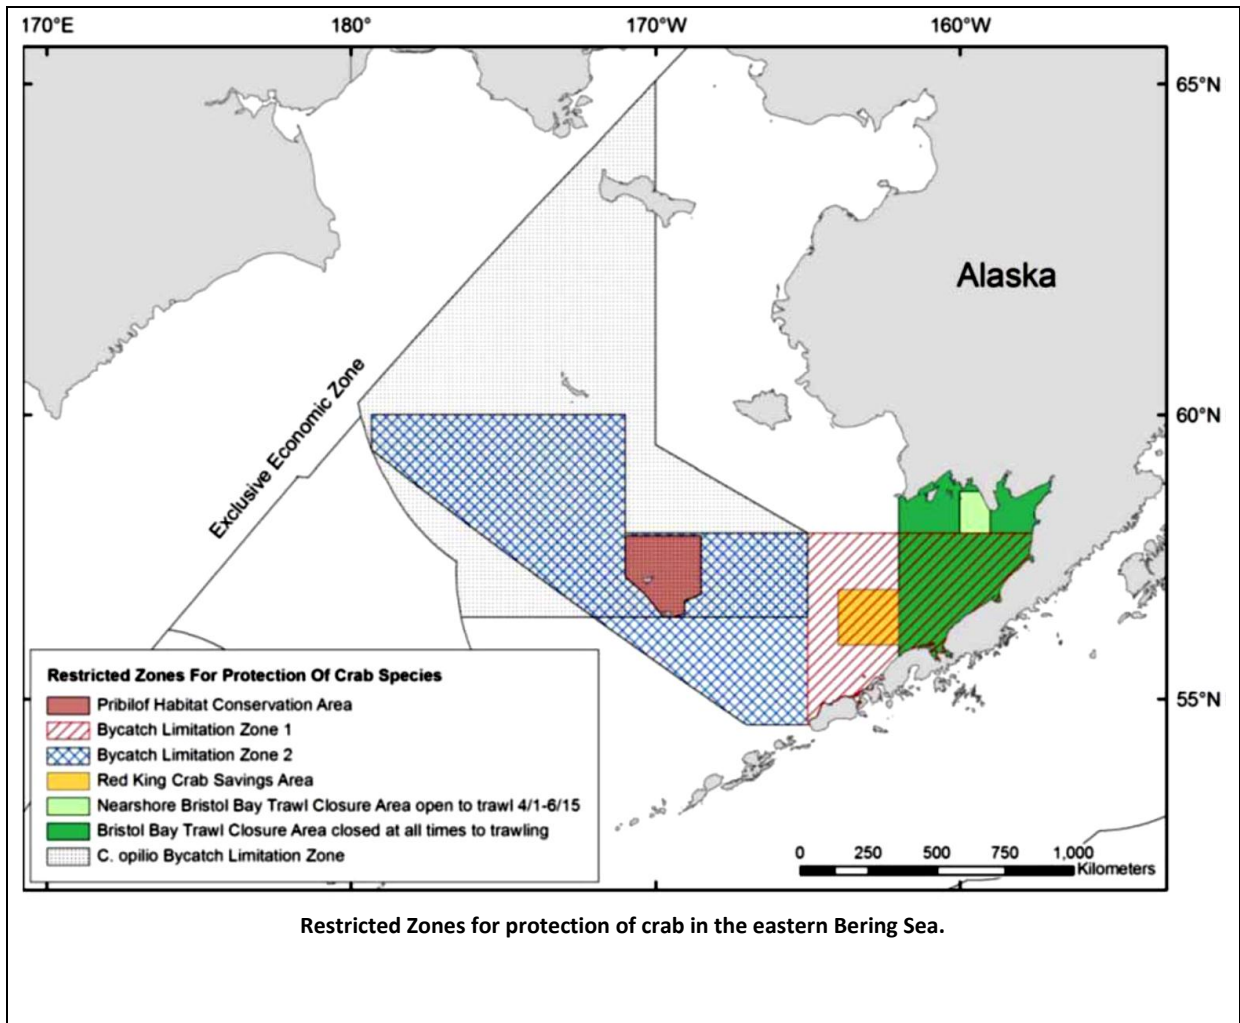 170°E 180° 170°W 160°W
65°N
Alaska
60°N
Exclusive Economic Zone
55°N
Restricted Zones For Protection Of Crab Species
Pribilof Habitat Conservation Area
Bycatch Limitation Zone 1
Bycatch Limitation Zone 2
Red King Crab Savings Area
Nearshore Bristol Bay Trawl Closure Area open to trawl 4/1-6/15
Bristol Bay Trawl Closure Area closed at all times to trawling
C. opilio Bycatch Limitation Zone
0 250 500 750 1,000
Kilometers
Restricted Zones for protection of crab in the eastern Bering Sea.